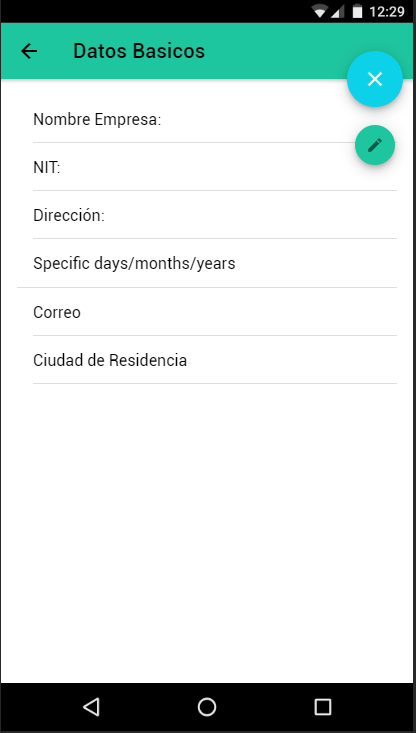 12:29
Datos Basicos
Nombre Empresa:
NIT:
Dirección:
Specific days/months/years
Correo
Ciudad de Residencia